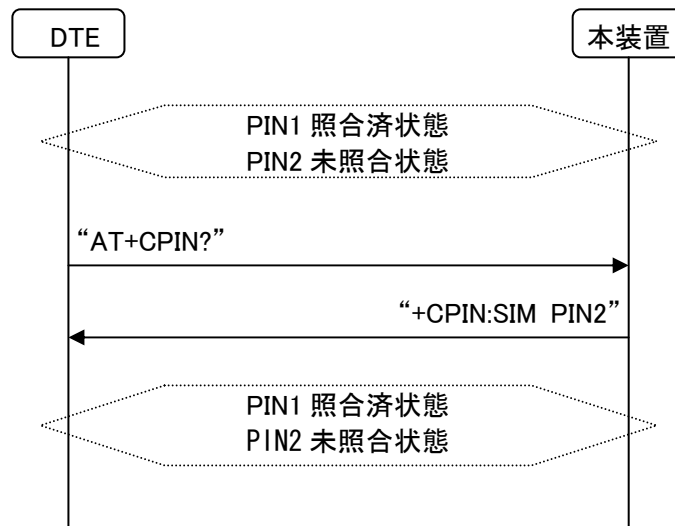 DTE
本装置
PIN1 照合済状態
PIN2 未照合状態
“AT+CPIN?”
“+CPIN:SIM PIN2”
PIN1 照合済状態
PIN2 未照合状態